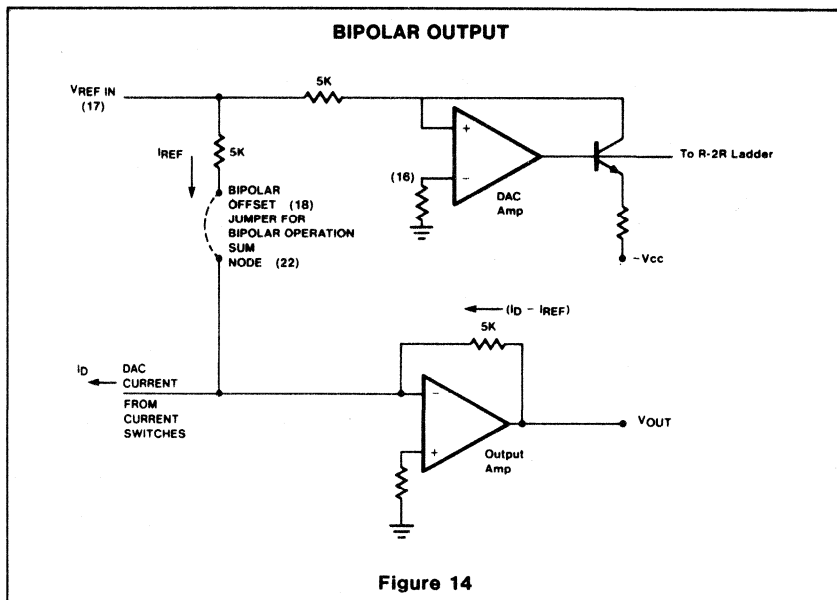 BIPOLAR OUTPUT
5K
VREF IN
(17)
IREF
5K
+
−
(16)
DAC
Amp
To R-2R Ladder
BIPOLAR
OFFSET (18)
JUMPER FOR
BIPOLAR OPERATION
SUM
NODE (22)
−Vcc
(ID − IREF)
5K
ID
DAC
CURRENT
FROM
CURRENT
SWITCHES
−
+
Output
Amp
VOUT
Figure 14